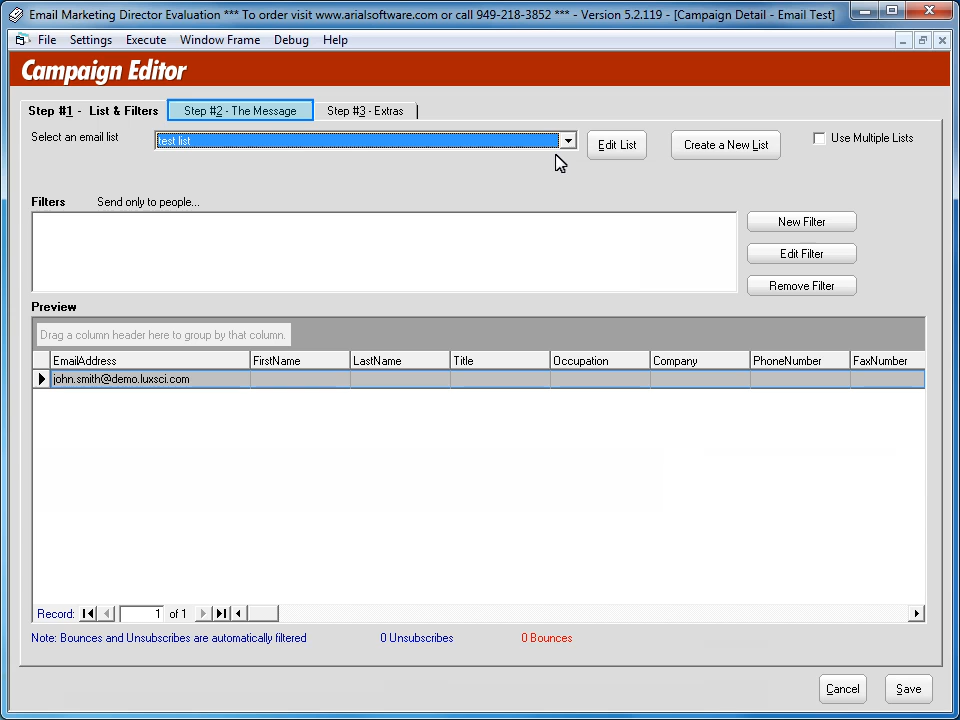 Email Marketing Director Evaluation *** To order visit www.arialsoftware.com or call 949-218-3852 *** - Version 5.2.119 - [Campaign Detail - Email Test]
File Settings Execute Window Frame Debug Help
Campaign Editor
Step #1 - List & Filters Step #2 - The Message Step #3 - Extras
Select an email list test list Edit List Create a New List Use Multiple Lists
Filters Send only to people...
New Filter
Edit Filter
Remove Filter
Preview
Drag a column header here to group by that column.
EmailAddress FirstName LastName Title Occupation Company PhoneNumber FaxNumber
john.smith@demo.luxsci.com
Record: 1 of 1
Note: Bounces and Unsubscribes are automatically filtered 0 Unsubscribes 0 Bounces
Cancel Save